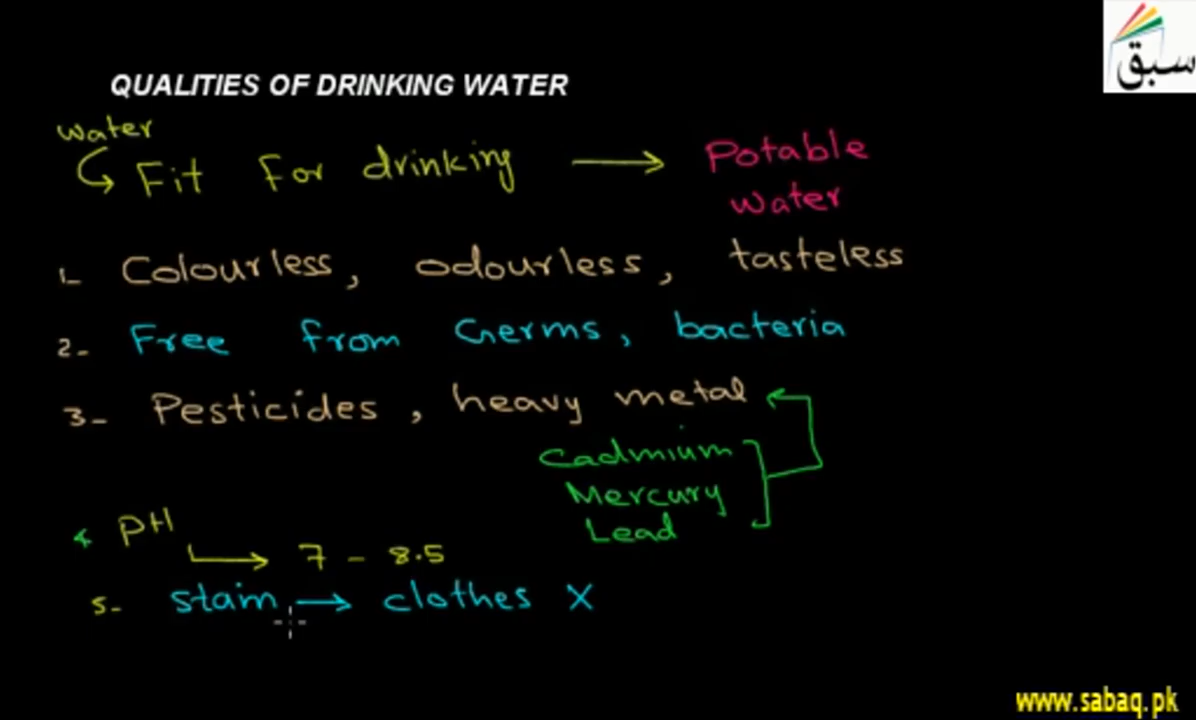 سبق
QUALITIES OF DRINKING WATER
water
Fit For drinking → Potable
water
1- Colourless, odourless, tasteless
2- Free from Germs, bacteria
3- Pesticides, heavy metal
Cadmium
Mercury
Lead
4 PH
→ 7 - 8.5
5- Stain → clothes X
www.sabaq.pk